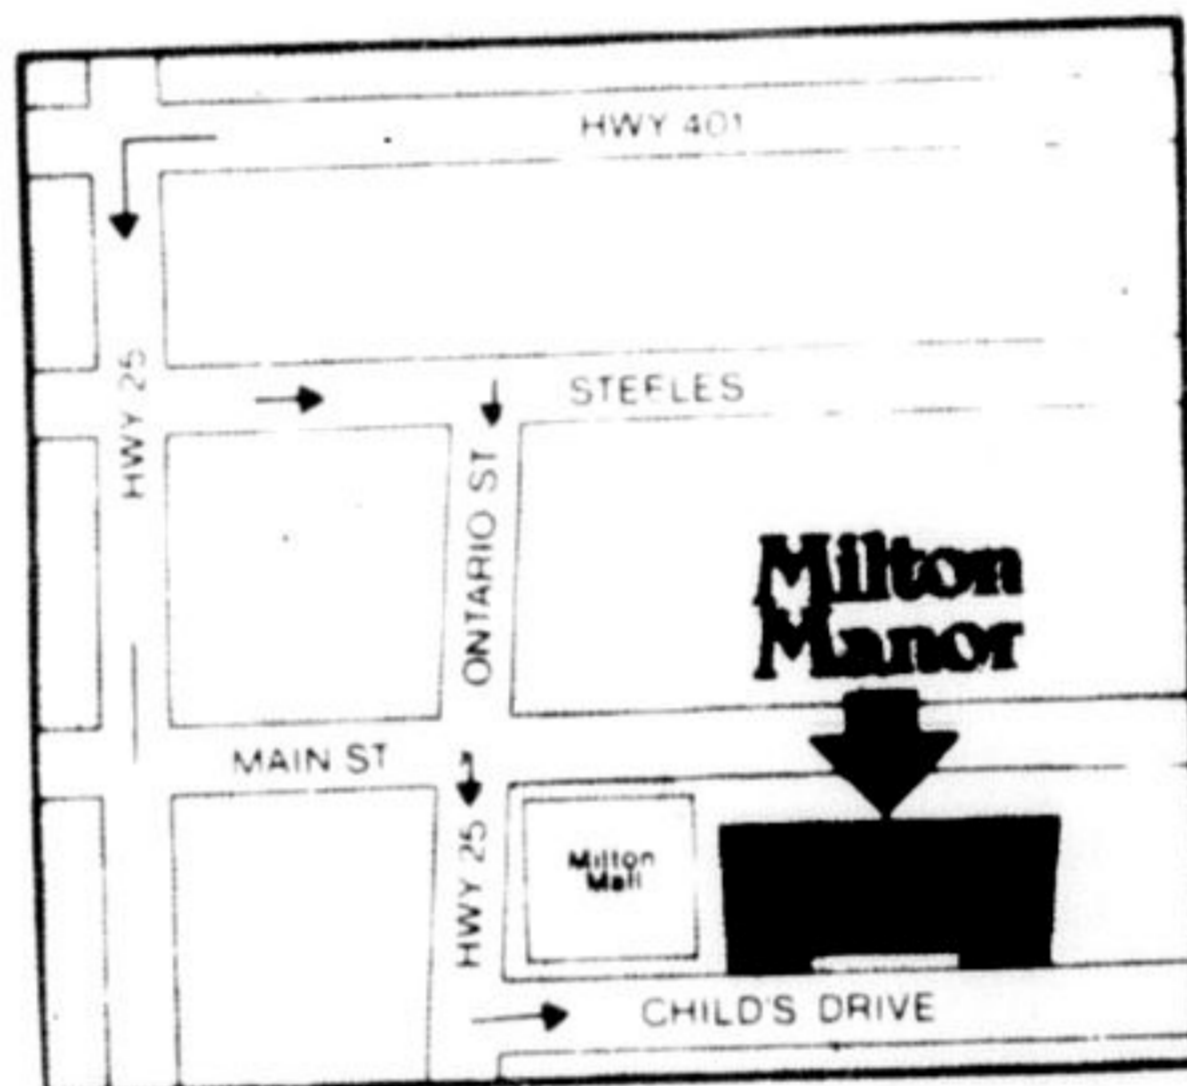 HWY 401
HWY 25
STEELES
ONTARIO ST
Milton
Manor
MAIN ST
HWY 25
Milton
Mall
CHILD'S DRIVE